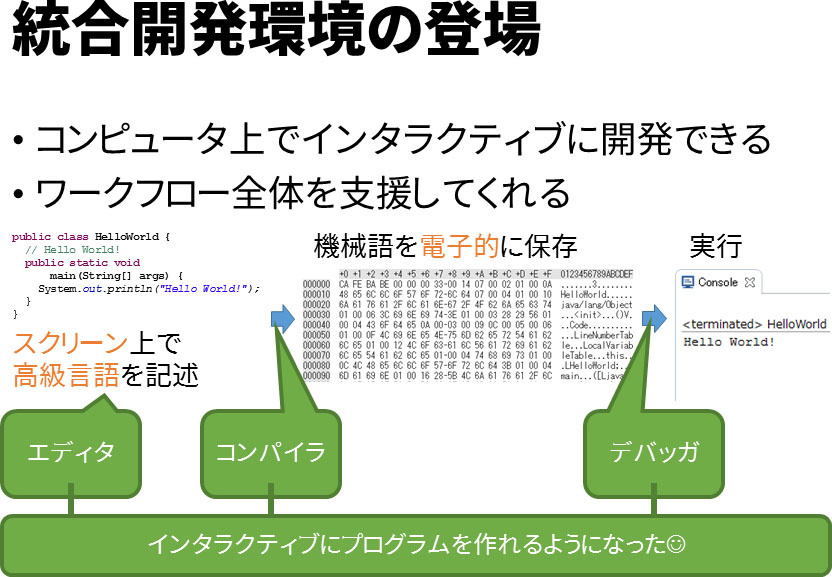 統合開発環境の登場
• コンピュータ上でインタラクティブに開発できる
• ワークフロー全体を支援してくれる
public class HelloWorld {
// Hello World!
public static void
main(String[] args) {
System.out.println("Hello World!");
}
}
スクリーン上で
高級言語を記述
機械語を電子的に保存
+0 +1 +2 +3 +4 +5 +6 +7 +8 +9 +A +B +C +D +E +F 0123456789ABCDEF
000000 CA FE BA BE 00 00 00 33-00 14 07 00 02 01 00 0A .......3........
000010 48 65 6C 6C 6F 57 6F 72-6C 64 07 00 04 01 00 10 HelloWorld......
000020 6A 61 76 61 2F 6C 61 6E-67 2F 4F 62 6A 65 63 74 java/lang/Object
000030 01 00 06 3C 69 6E 69 74-3E 01 00 03 28 29 56 01 ...<init>...()V.
000040 00 04 43 6F 64 65 0A 00-03 00 09 0C 00 05 00 06 ..Code..........
000050 01 00 0F 4C 69 6E 65 4E-75 6D 62 65 72 54 61 62 ...LineNumberTab
000060 6C 65 01 00 12 4C 6F 63-61 6C 56 61 72 69 61 62 le...LocalVariab
000070 6C 65 54 61 62 6C 65 01-00 04 74 68 69 73 01 00 leTable...this..
000080 0C 4C 48 65 6C 6C 6F 57-6F 72 6C 64 3B 01 00 04 .LHelloWorld;...
000090 6D 61 69 6E 01 00 16 28-5B 4C 6A 61 76 61 2F 6C main...([Ljava/l
実行
Console
<terminated> HelloWorld
Hello World!
エディタ
コンパイラ
デバッガ
インタラクティブにプログラムを作れるようになった☺